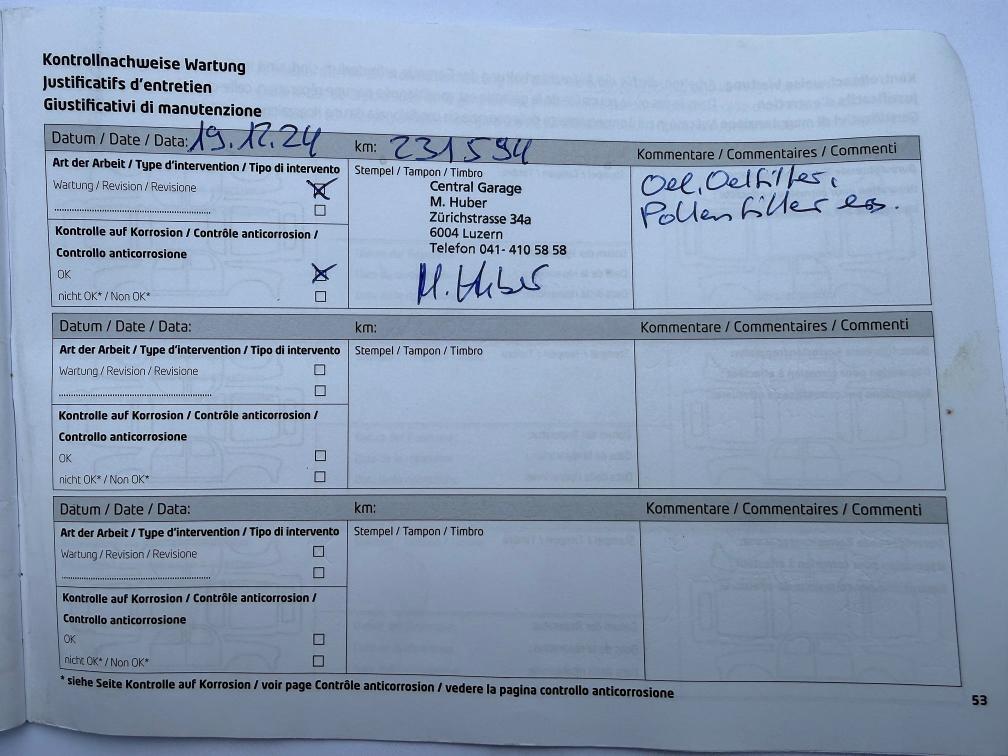 Kontrollnachweise Wartung
Justificatifs d'entretien
Giustificativi di manutenzione
Datum / Date / Data: 19.12.24 km: 231594 Kommentare / Commentaires / Commenti
Art der Arbeit / Type d'intervention / Tipo di intervento
Wartung / Revision / Revisione
Kontrolle auf Korrosion / Contrôle anticorrosion /
Controllo anticorrosione
OK
nicht OK* / Non OK*
Stempel / Tampon / Timbro
Central Garage
M. Huber
Zürichstrasse 34a
6004 Luzern
Telefon 041- 410 58 58
M. Huber
Oel, Oelfilter,
Pollenfilter ers.
Datum / Date / Data: km: Kommentare / Commentaires / Commenti
Art der Arbeit / Type d'intervention / Tipo di intervento
Wartung / Revision / Revisione
Kontrolle auf Korrosion / Contrôle anticorrosion /
Controllo anticorrosione
OK
nicht OK* / Non OK*
Stempel / Tampon / Timbro
Datum / Date / Data: km: Kommentare / Commentaires / Commenti
Art der Arbeit / Type d'intervention / Tipo di intervento
Wartung / Revision / Revisione
Kontrolle auf Korrosion / Contrôle anticorrosion /
Controllo anticorrosione
OK
nicht OK* / Non OK*
Stempel / Tampon / Timbro
* siehe Seite Kontrolle auf Korrosion / voir page Contrôle anticorrosion / vedere la pagina controllo anticorrosione
53